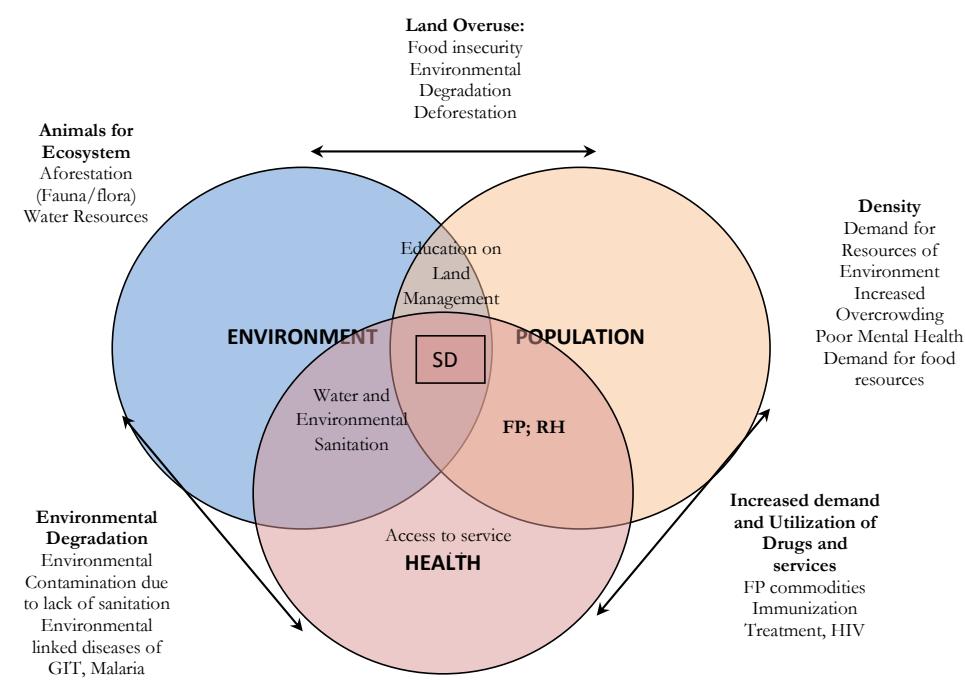 Land Overuse:
Food insecurity
Environmental
Degradation
Deforestation
Animals for
Ecosystem
Aforestation
(Fauna/flora)
Water Resources
Density
Demand for
Resources of
Environment
Increased
Overcrowding
Poor Mental Health
Demand for food
resources
Education on
Land
Management
ENVIRONMENT
POPULATION
SD
Water and
Environmental
Sanitation
FP; RH
Access to service
HEALTH
Environmental
Degradation
Environmental
Contamination due
to lack of sanitation
Environmental
linked diseases of
GIT, Malaria
Increased demand
and Utilization of
Drugs and
services
FP commodities
Immunization
Treatment, HIV